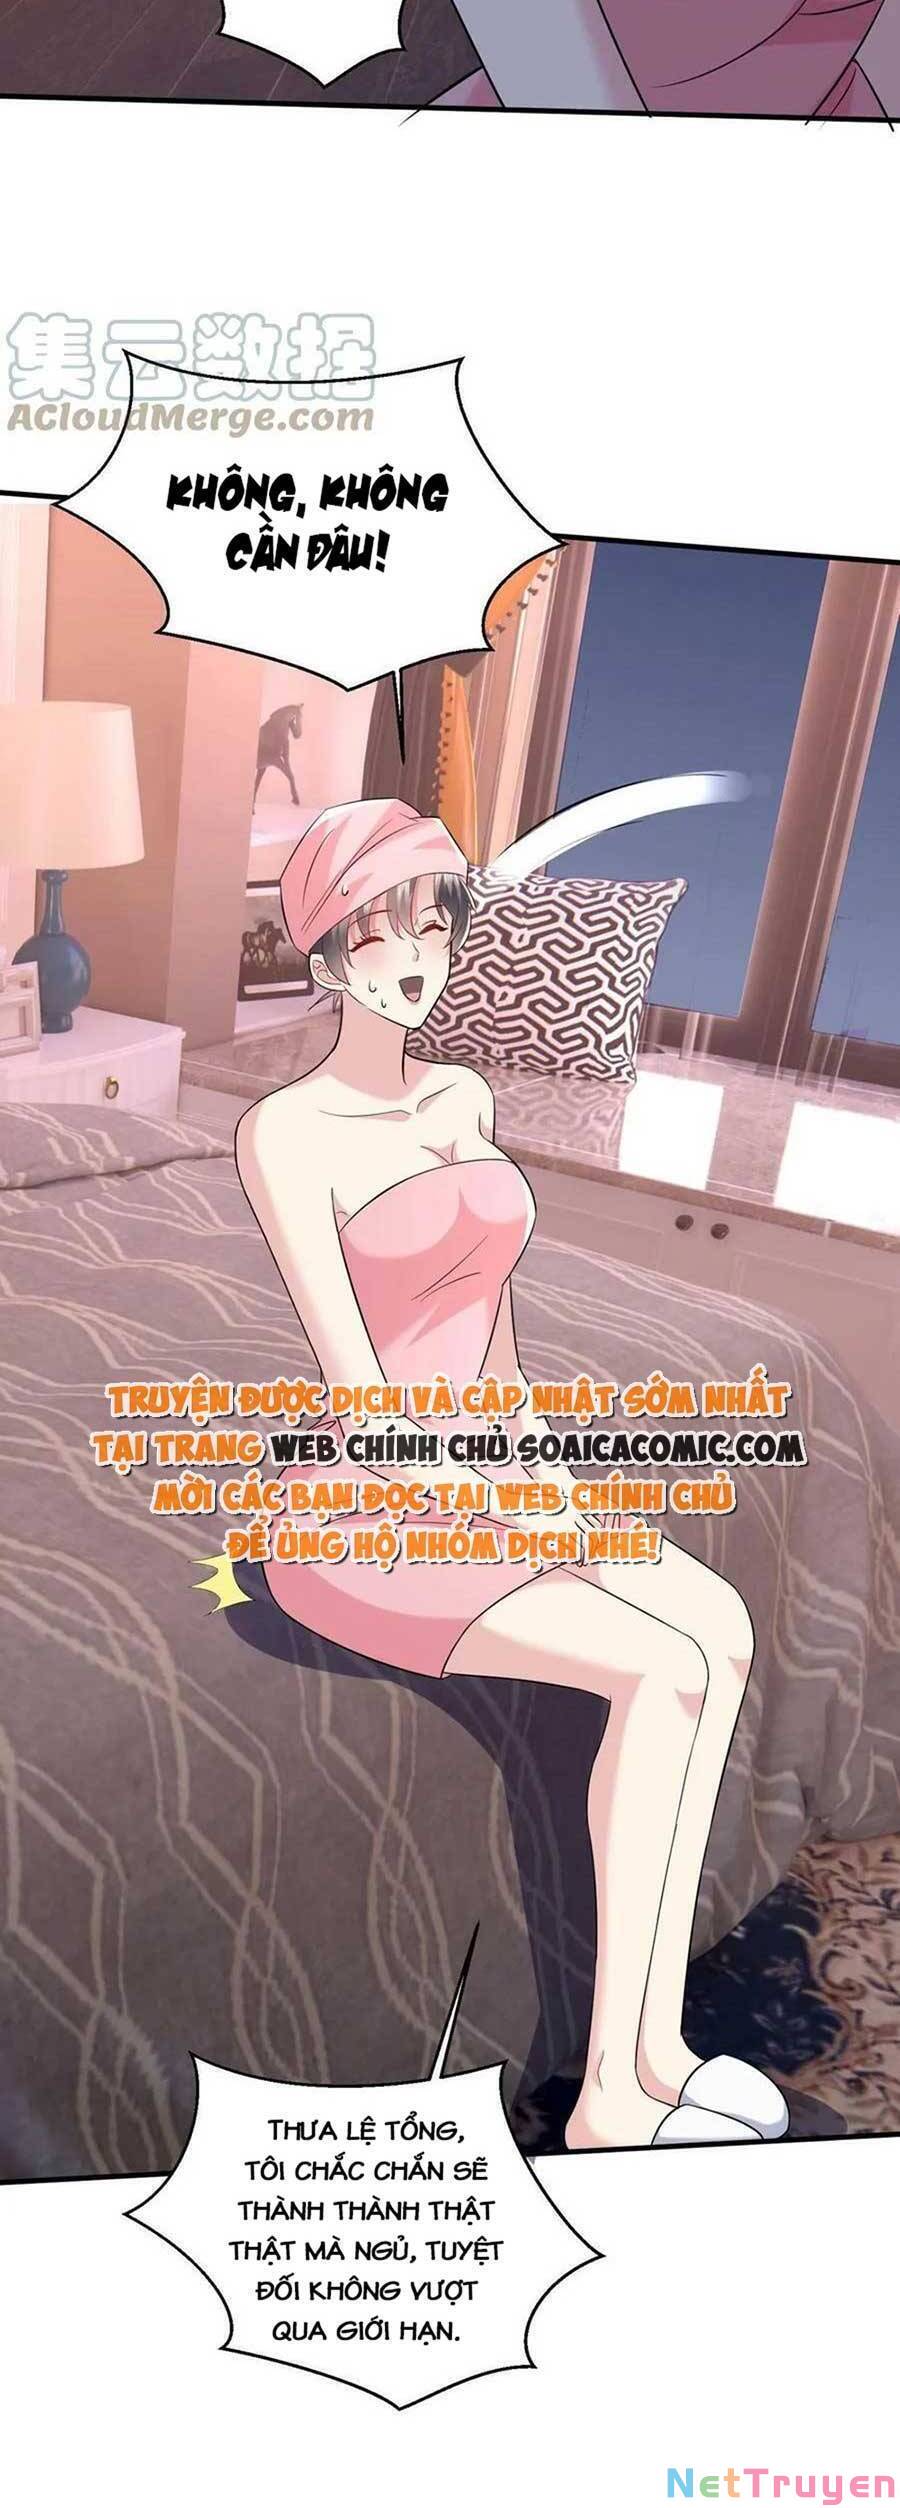 集云数据
ACloudMerge.com
KHÔNG, KHÔNG
CẦN ĐÂU!
TRUYỆN ĐƯỢC DỊCH VÀ CẬP NHẬT SỚM NHẤT
TẠI TRANG WEB CHÍNH CHỦ SOAICACOMIC.COM
MỜI CÁC BẠN ĐỌC TẠI WEB CHÍNH CHỦ
ĐỂ ỦNG HỘ NHÓM DỊCH NHÉ!
THƯA LỆ TỔNG,
TÔI CHẮC CHẮN SẼ
THÀNH THÀNH THẬT
THẬT MÀ NGỦ, TUYỆT
ĐỐI KHÔNG VƯỢT
QUA GIỚI HẠN.
NetTruyen